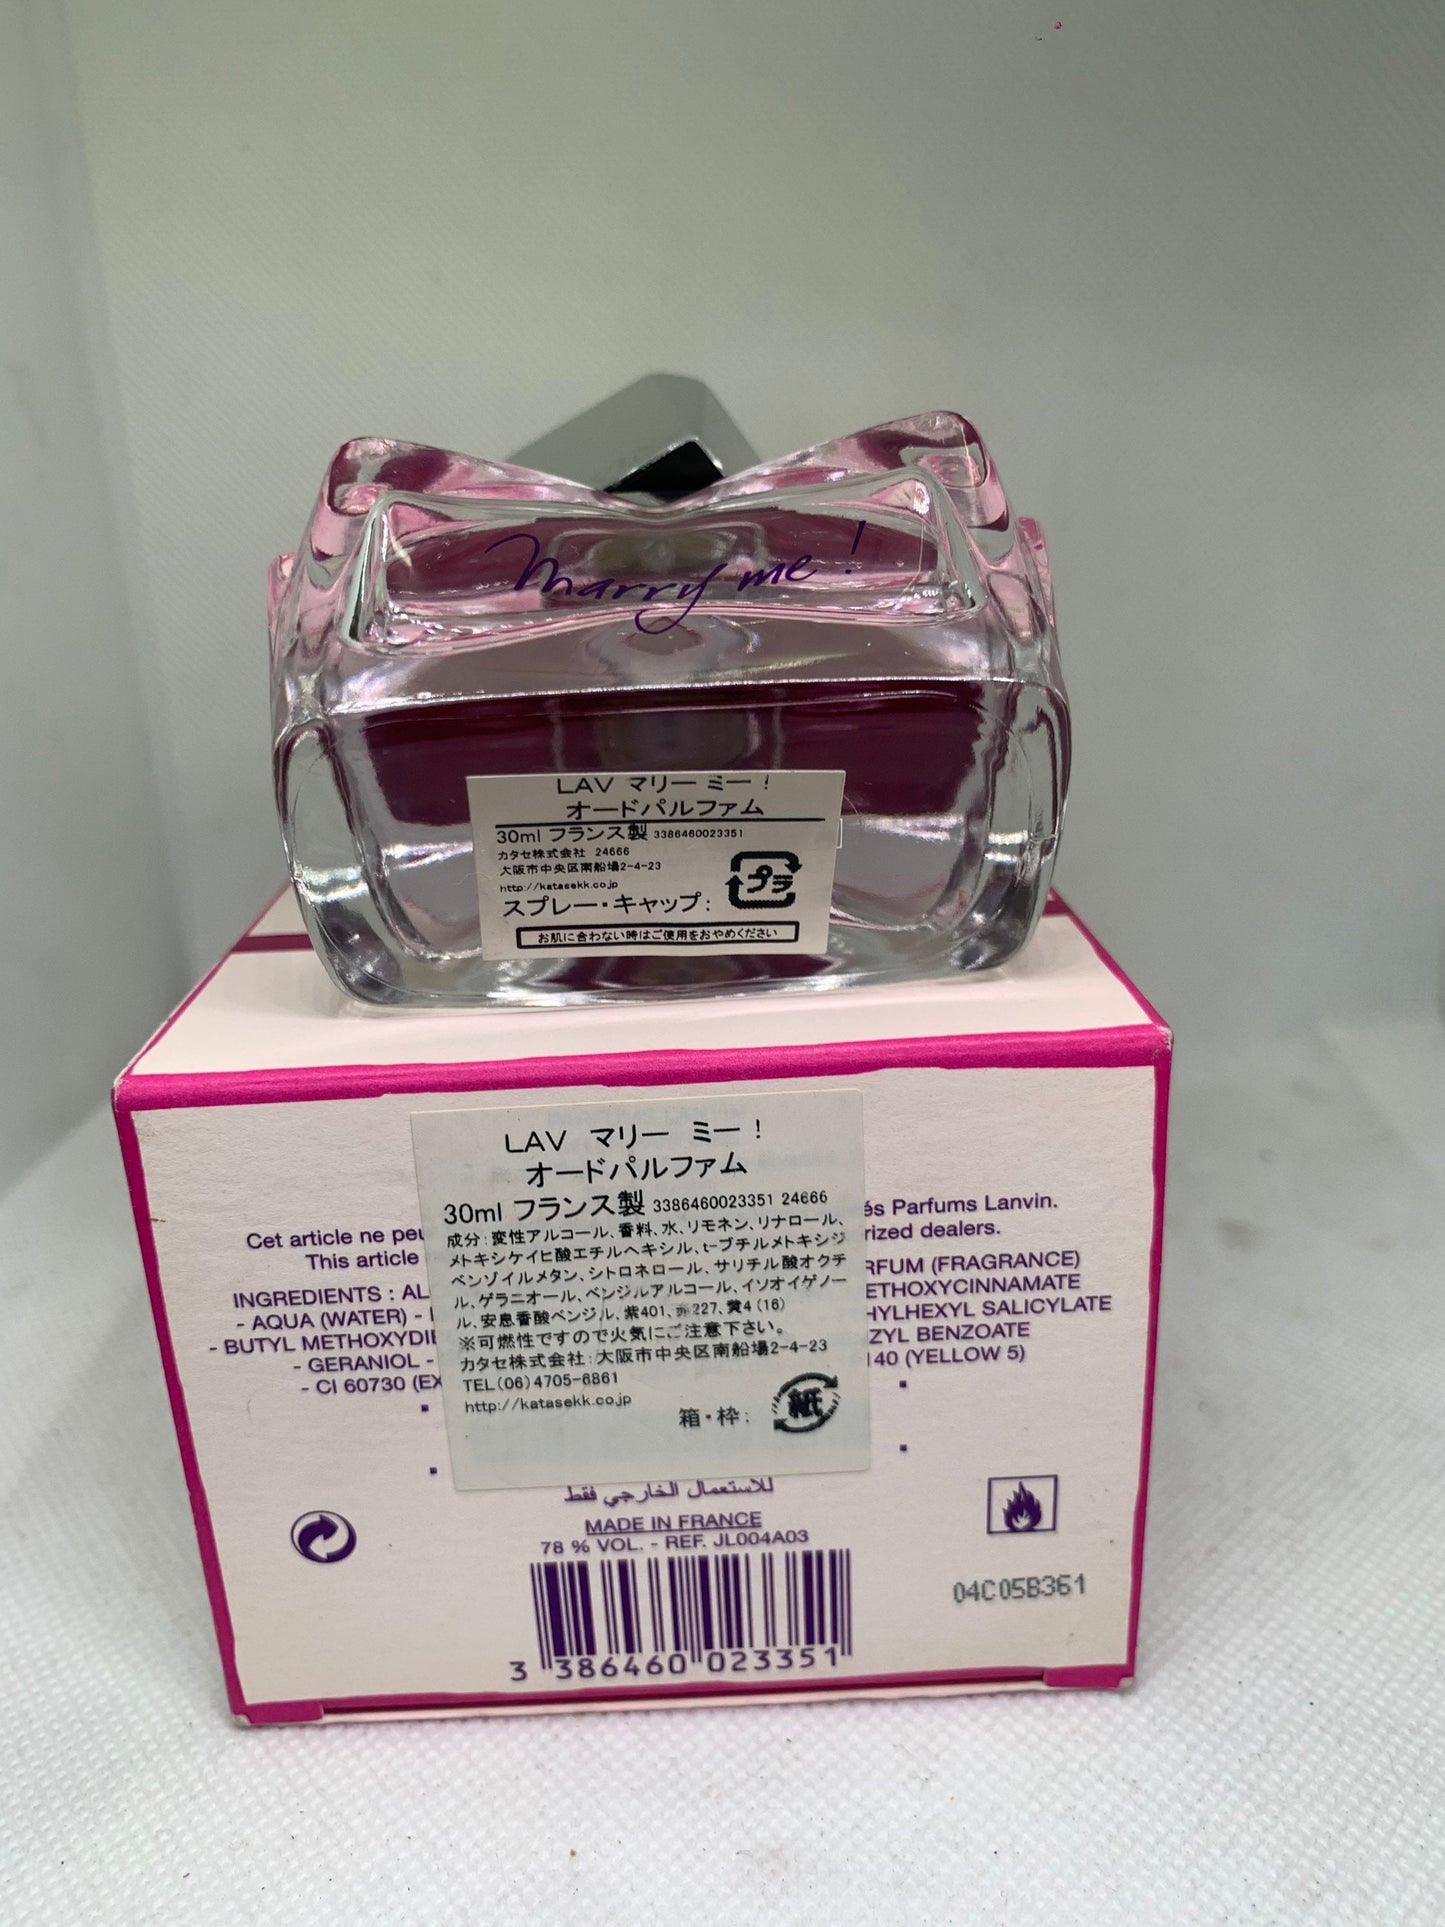 Marry me !
LAV マリー ミー !
オードパルファム
30ml フランス製 3386460023351
カタセ株式会社 24666
大阪市中央区南船場2-4-23
http://katasekk.co.jp
スプレー・キャップ: プラ
お肌に合わない時はご使用をおやめください
LAV マリー ミー !
オードパルファム
30ml フランス製 3386460023351 24666
成分:変性アルコール、香料、水、リモネン、リナロール、
メトキシケイヒ酸エチルヘキシル、t-ブチルメトキシジ
ベンゾイルメタン、シトロネロール、サリチル酸オクチ
ル、ゲラニオール、ベンジルアルコール、イソオイゲノー
ル、安息香酸ベンジル、紫401、赤227、黄4 (16)
※可燃性ですので火気にご注意下さい。
カタセ株式会社:大阪市中央区南船場2-4-23
TEL(06)4705-6861
http://katasekk.co.jp
箱・枠: 紙
Cet article ne és Parfums Lanvin.
This article rized dealers.
INGREDIENTS : AL RFUM (FRAGRANCE)
- AQUA (WATER) - ETHOXYCINNAMATE
- BUTYL METHOXYDIE HYLHEXYL SALICYLATE
- GERANIOL - ZYL BENZOATE
- CI 60730 (EX 140 (YELLOW 5)
للاستعمال الخارجي فقط
MADE IN FRANCE
78 % VOL. - REF. JL004A03
04C05B361
3 386460 023351